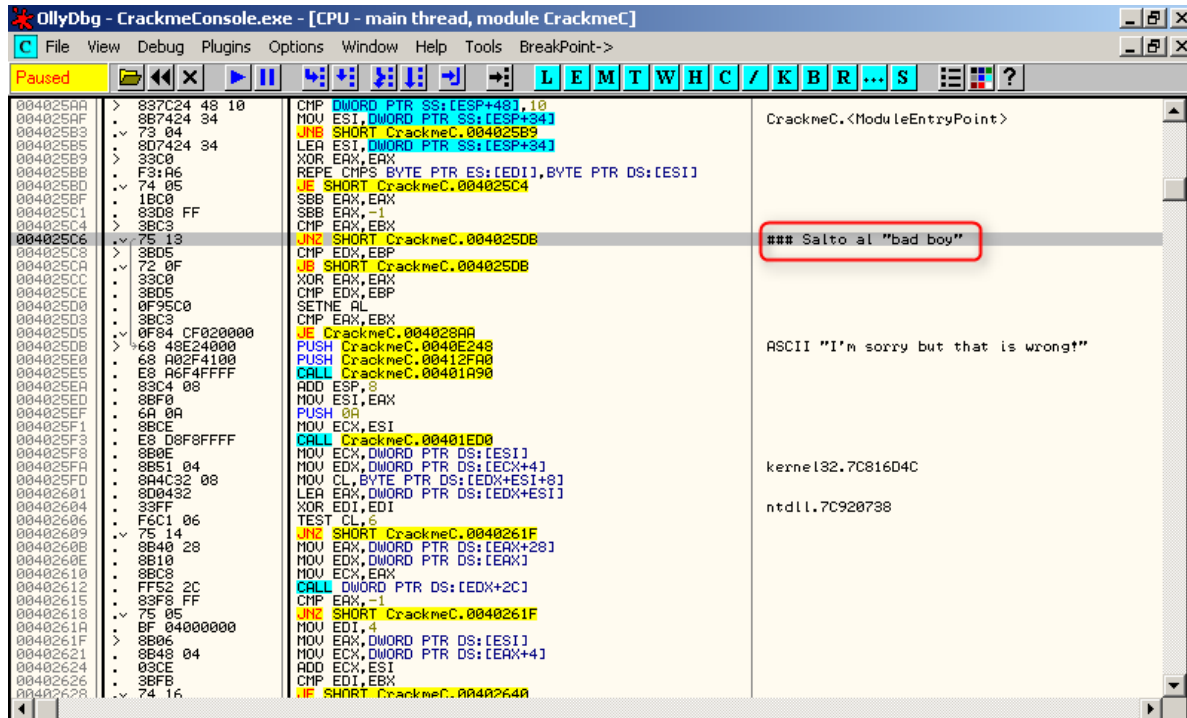 OllyDbg - CrackmeConsole.exe - [CPU - main thread, module CrackmeC]
C File View Debug Plugins Options Window Help Tools BreakPoint->
Paused L E M T W H C / K B R ... S ?
004025AA > 837C24 48 10 CMP DWORD PTR SS:[ESP+48],10
004025AF . 8B7424 34 MOV ESI,DWORD PTR SS:[ESP+34] CrackmeC.<ModuleEntryPoint>
004025B3 . 73 04 JNB SHORT CrackmeC.004025B9
004025B5 . 8D7424 34 LEA ESI,DWORD PTR SS:[ESP+34]
004025B9 > 33C0 XOR EAX,EAX
004025BB . F3:A6 REPE CMPS BYTE PTR ES:[EDI],BYTE PTR DS:[ESI]
004025BD . 74 05 JE SHORT CrackmeC.004025C4
004025BF . 1BC0 SBB EAX,EAX
004025C1 . 83D8 FF SBB EAX,-1
004025C4 > 3BC3 CMP EAX,EBX
004025C6 . 75 13 JNZ SHORT CrackmeC.004025DB ### Salto al "bad boy"
004025C8 > 3BD5 CMP EDX,EBP
004025CA . 72 0F JB SHORT CrackmeC.004025DB
004025CC . 33C0 XOR EAX,EAX
004025CE . 3BD5 CMP EDX,EBP
004025D0 . 0F95C0 SETNE AL
004025D3 . 3BC3 CMP EAX,EBX
004025D5 . 0F84 CF020000 JE CrackmeC.004028AA
004025DB > 68 48E24000 PUSH CrackmeC.0040E248 ASCII "I'm sorry but that is wrong!"
004025E0 . 68 A02F4100 PUSH CrackmeC.00412FA0
004025E5 . E8 A6F4FFFF CALL CrackmeC.00401A90
004025EA . 83C4 08 ADD ESP,8
004025ED . 8BF0 MOV ESI,EAX
004025EF . 6A 0A PUSH 0A
004025F1 . 8BCE MOV ECX,ESI
004025F3 . E8 D8F8FFFF CALL CrackmeC.00401ED0
004025F8 . 8B0E MOV ECX,DWORD PTR DS:[ESI]
004025FA . 8B51 04 MOV EDX,DWORD PTR DS:[ECX+4] kernel32.7C816D4C
004025FD . 8A4C32 08 MOV CL,BYTE PTR DS:[EDX+ESI+8]
00402601 . 8D0432 LEA EAX,DWORD PTR DS:[EDX+ESI]
00402604 . 33FF XOR EDI,EDI ntdll.7C920738
00402606 . F6C1 06 TEST CL,6
00402609 . 75 14 JNZ SHORT CrackmeC.0040261F
0040260B . 8B40 28 MOV EAX,DWORD PTR DS:[EAX+28]
0040260E . 8B10 MOV EDX,DWORD PTR DS:[EAX]
00402610 . 8BC8 MOV ECX,EAX
00402612 . FF52 2C CALL DWORD PTR DS:[EDX+2C]
00402615 . 83F8 FF CMP EAX,-1
00402618 . 75 05 JNZ SHORT CrackmeC.0040261F
0040261A . BF 04000000 MOV EDI,4
0040261F > 8B06 MOV EAX,DWORD PTR DS:[ESI]
00402621 . 8B48 04 MOV ECX,DWORD PTR DS:[EAX+4]
00402624 . 03CE ADD ECX,ESI
00402626 . 3BFB CMP EDI,EBX
00402628 . 74 16 JE SHORT CrackmeC.00402640